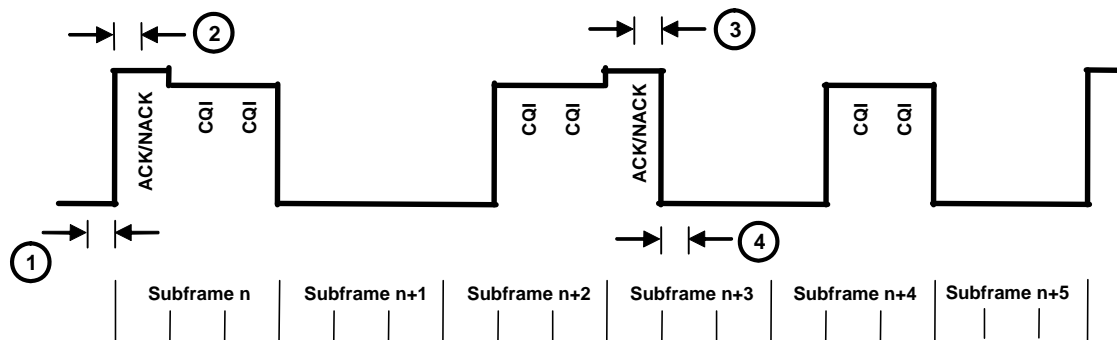 2
3
ACK/NACK
CQI
CQI
CQI
CQI
ACK/NACK
CQI
CQI
1
4
Subframe n
Subframe n+1
Subframe n+2
Subframe n+3
Subframe n+4
Subframe n+5